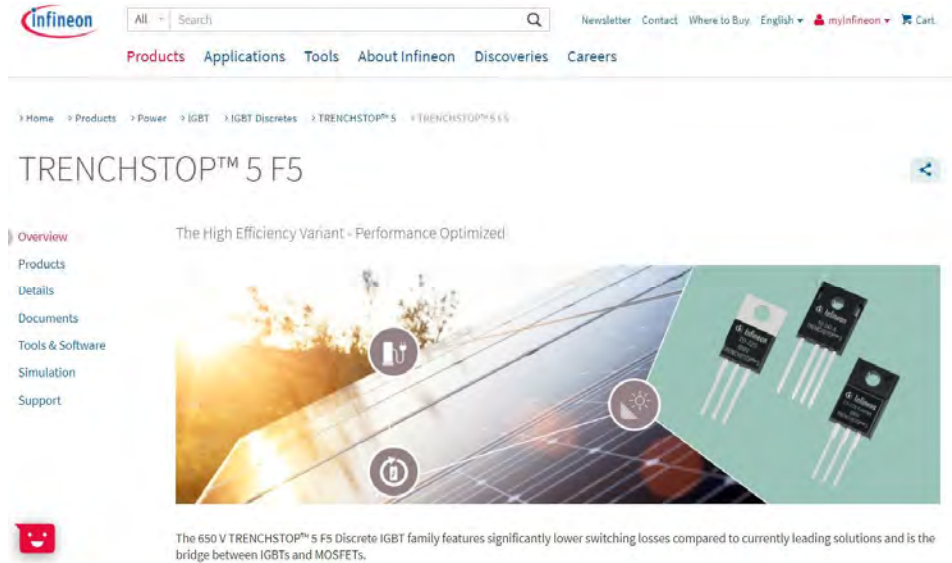 infineon
All Search
Newsletter Contact Where to Buy English myInfineon Cart
Products Applications Tools About Infineon Discoveries Careers
> Home > Products > Power > IGBT > IGBT Discretes > TRENCHSTOP™ 5 > TRENCHSTOP™ 5 F5
TRENCHSTOP™ 5 F5
Overview
Products
Details
Documents
Tools & Software
Simulation
Support
The High Efficiency Variant - Performance Optimized
infineon
infineon
infineon
The 650 V TRENCHSTOP™ 5 F5 Discrete IGBT family features significantly lower switching losses compared to currently leading solutions and is the
bridge between IGBTs and MOSFETs.